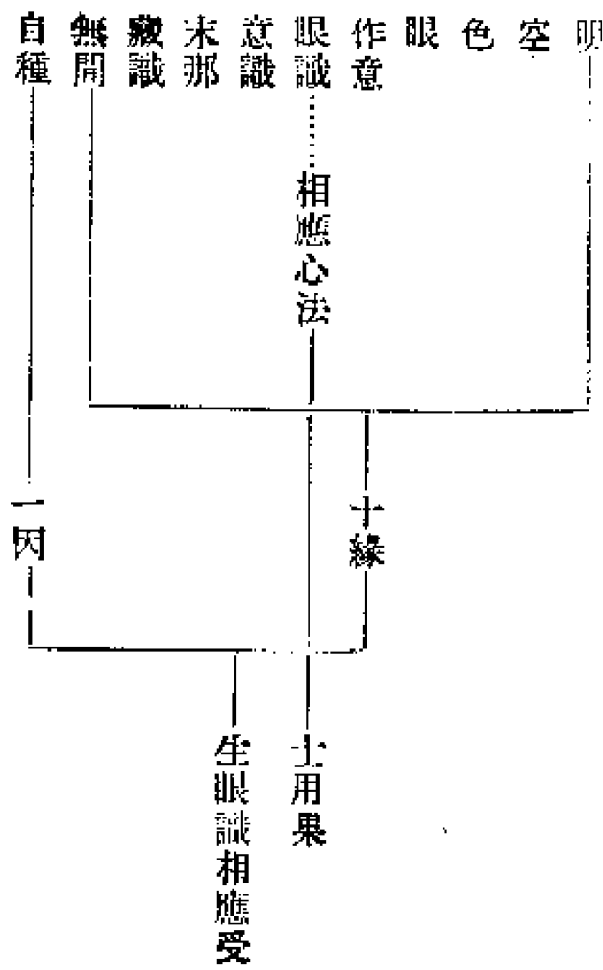 明
空
色
眼
作意
眼識
意識
末那
藏識
無間
自種
相應心法
十緣
一因
士用果
生眼識相應受